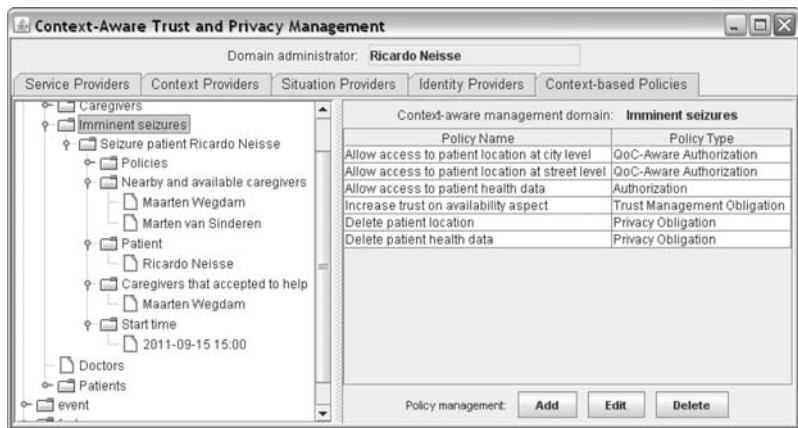 Context-Aware Trust and Privacy Management
Domain administrator: Ricardo Neisse
Service Providers Context Providers Situation Providers Identity Providers Context-based Policies
Caregivers
Imminent seizures
Seizure patient Ricardo Neisse
Policies
Nearby and available caregivers
Maarten Wegdam
Marten van Sinderen
Patient
Ricardo Neisse
Caregivers that accepted to help
Maarten Wegdam
Start time
2011-09-15 15:00
Doctors
Patients
event
Context-aware management domain: Imminent seizures
Policy Name Policy Type
Allow access to patient location at city level QoC-Aware Authorization
Allow access to patient location at street level QoC-Aware Authorization
Allow access to patient health data Authorization
Increase trust on availability aspect Trust Management Obligation
Delete patient location Privacy Obligation
Delete patient health data Privacy Obligation
Policy management: Add Edit Delete